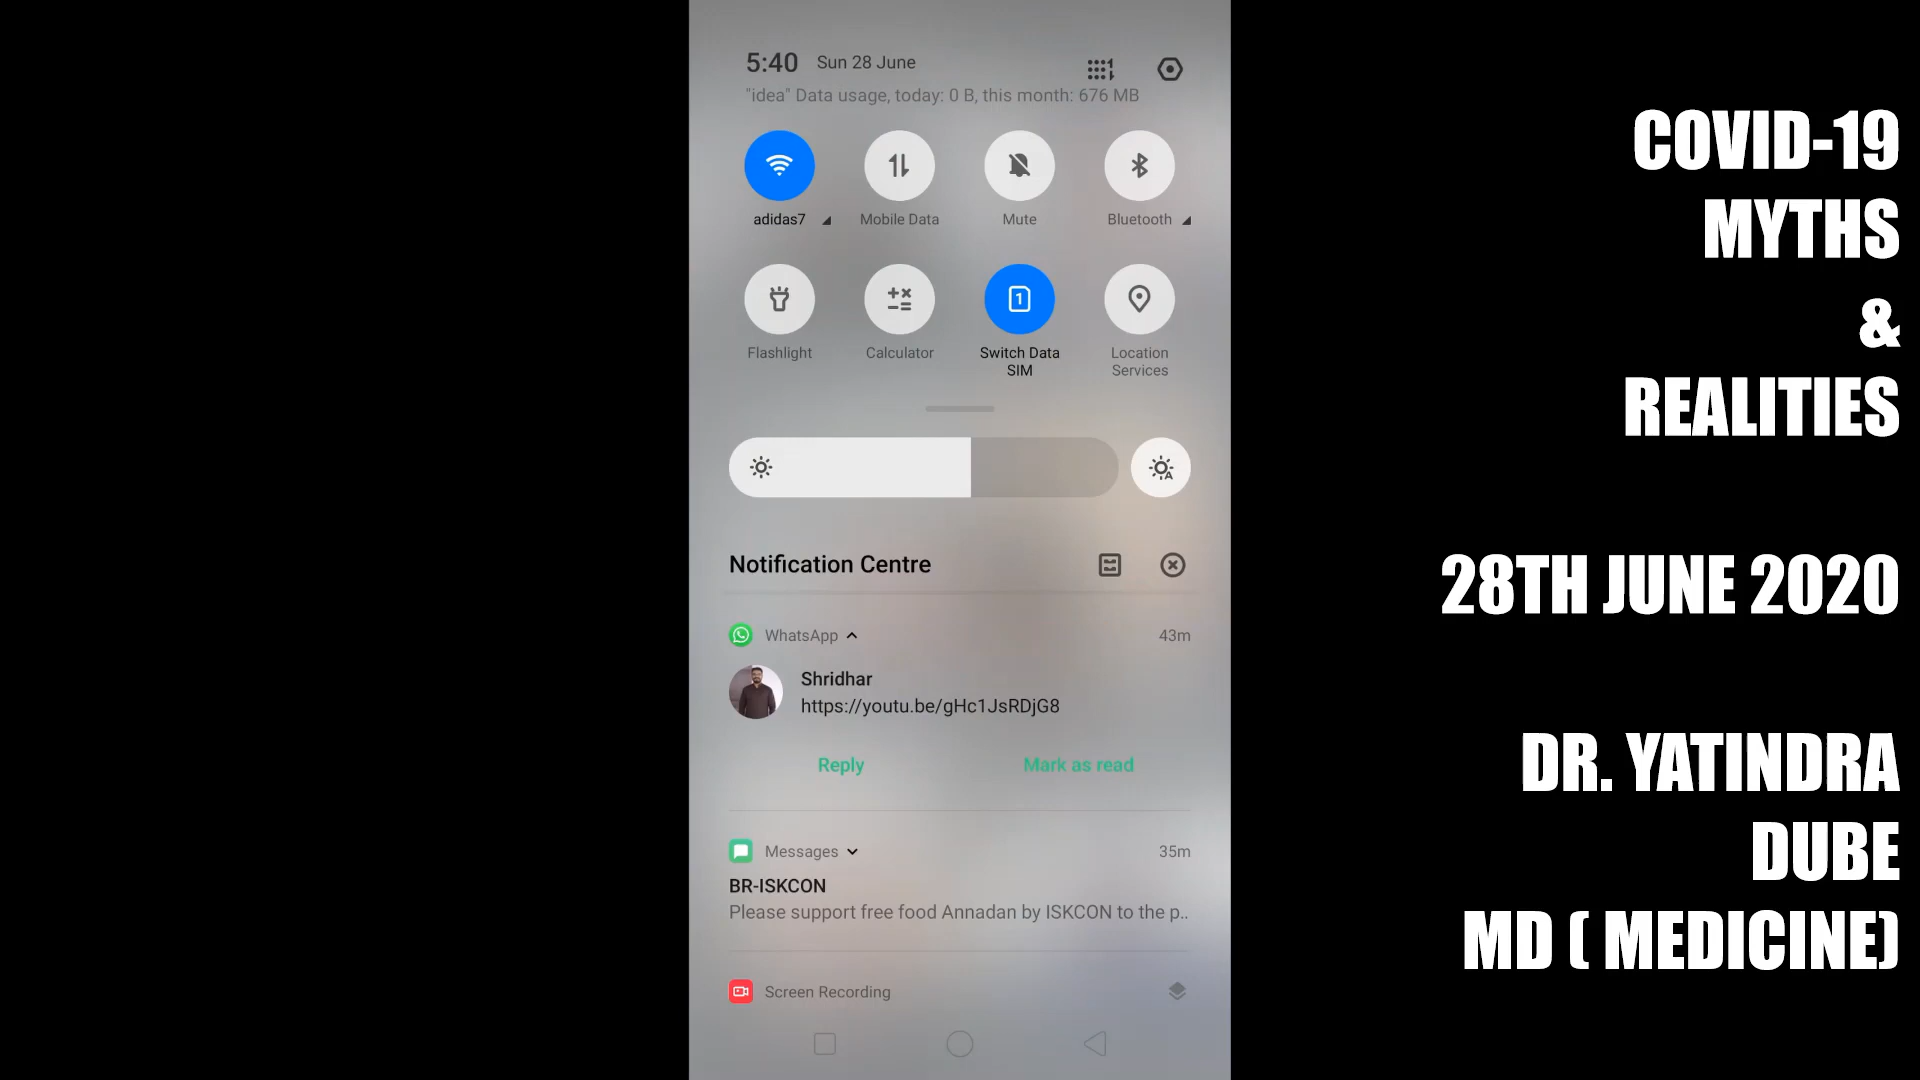 5:40 Sun 28 June
"idea" Data usage, today: 0 B, this month: 676 MB
adidas7 Mobile Data Mute Bluetooth
1
Flashlight Calculator Switch Data SIM Location Services
A
Notification Centre
WhatsApp 43m
Shridhar
https://youtu.be/gHc1JsRDjG8
Reply Mark as read
Messages 35m
BR-ISKCON
Please support free food Annadan by ISKCON to the p..
Screen Recording
COVID-19
MYTHS
&
REALITIES
28TH JUNE 2020
DR. YATINDRA
DUBE
MD ( MEDICINE)